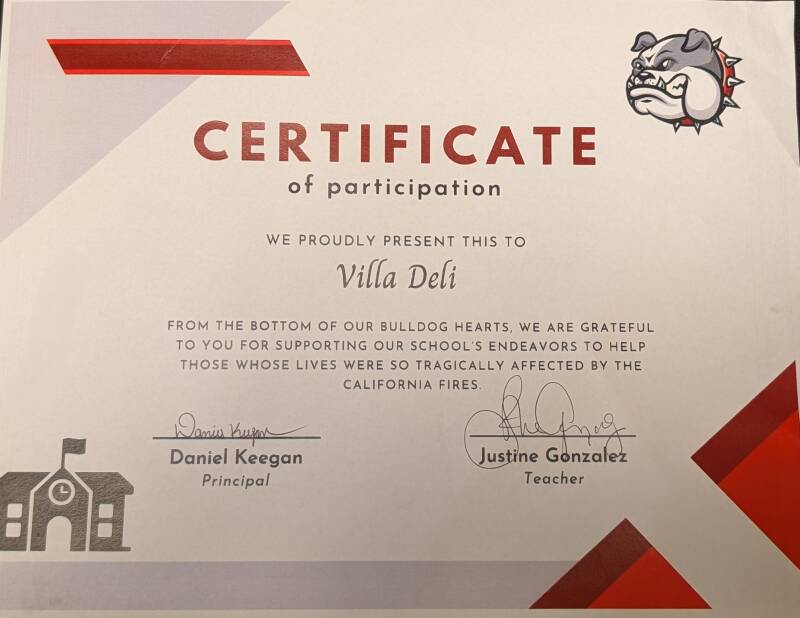 CERTIFICATE
of participation
WE PROUDLY PRESENT THIS TO
Villa Deli
FROM THE BOTTOM OF OUR BULLDOG HEARTS, WE ARE GRATEFUL
TO YOU FOR SUPPORTING OUR SCHOOL'S ENDEAVORS TO HELP
THOSE WHOSE LIVES WERE SO TRAGICALLY AFFECTED BY THE
CALIFORNIA FIRES.
Daniel Keegan
Principal
Justine Gonzalez
Teacher